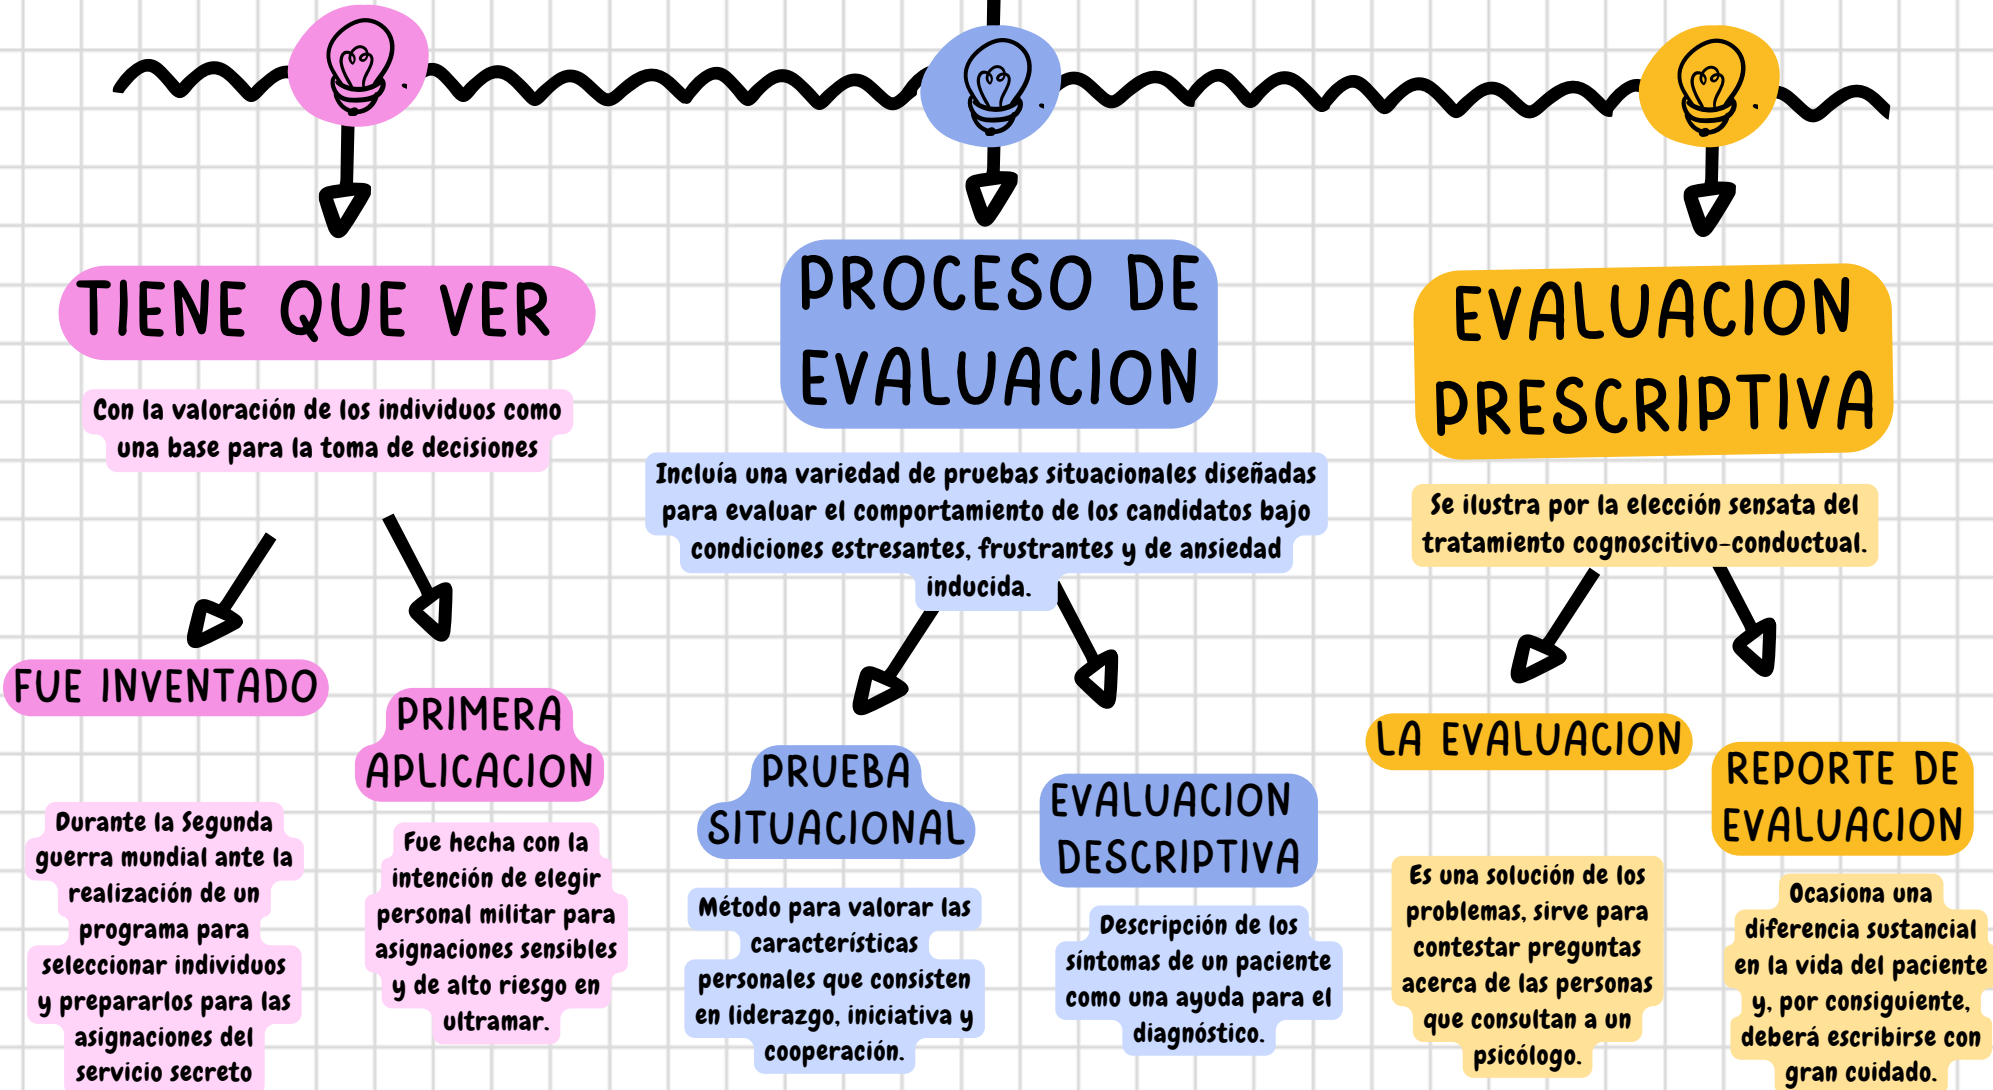 TIENE QUE VER
Con la valoración de los individuos como
una base para la toma de decisiones
FUE INVENTADO
Durante la Segunda
guerra mundial ante la
realización de un
programa para
seleccionar individuos
y prepararlos para las
asignaciones del
servicio secreto
PRIMERA
APLICACION
Fue hecha con la
intención de elegir
personal militar para
asignaciones sensibles
y de alto riesgo en
ultramar.
PROCESO DE
EVALUACION
Incluía una variedad de pruebas situacionales diseñadas
para evaluar el comportamiento de los candidatos bajo
condiciones estresantes, frustrantes y de ansiedad
inducida.
PRUEBA
SITUACIONAL
Método para valorar las
características
personales que consisten
en liderazgo, iniciativa y
cooperación.
EVALUACION
DESCRIPTIVA
Descripción de los
síntomas de un paciente
como una ayuda para el
diagnóstico.
EVALUACION
PRESCRIPTIVA
Se ilustra por la elección sensata del
tratamiento cognoscitivo-conductual.
LA EVALUACION
Es una solución de los
problemas, sirve para
contestar preguntas
acerca de las personas
que consultan a un
psicólogo.
REPORTE DE
EVALUACION
Ocasiona una
diferencia sustancial
en la vida del paciente
y, por consiguiente,
deberá escribirse con
gran cuidado.